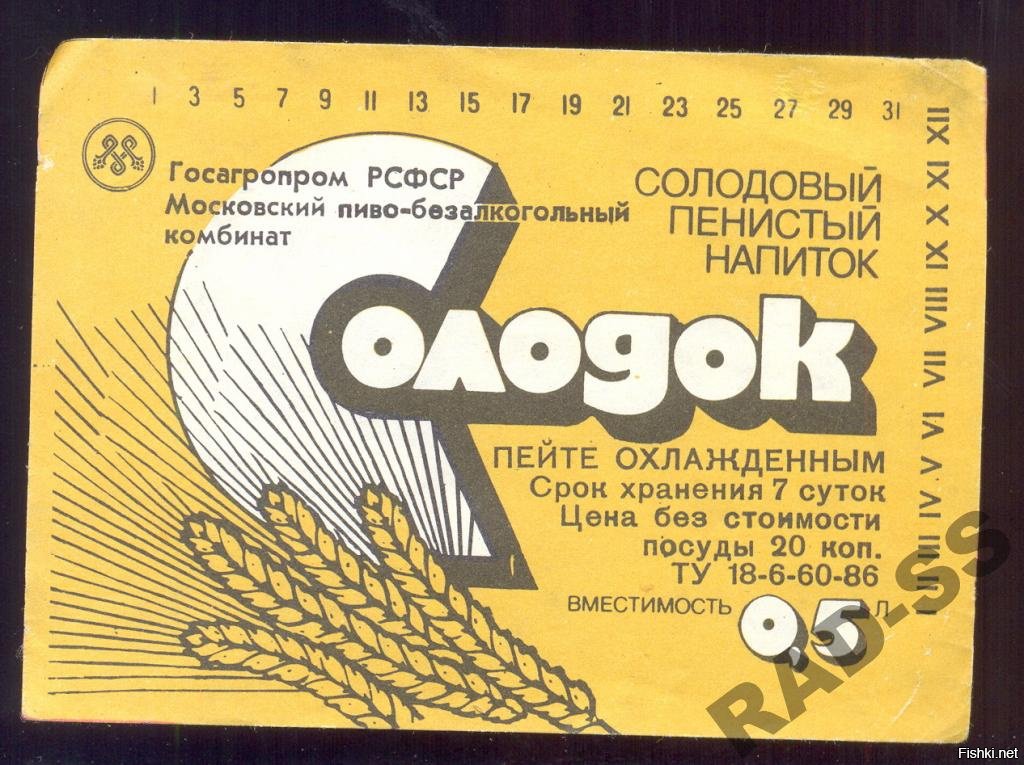 1 3 5 7 9 11 13 15 17 19 21 23 25 27 29 31
Госагропром РСФСР
Московский пиво-безалкогольный
комбинат
СОЛОДОВЫЙ
ПЕНИСТЫЙ
НАПИТОК
Солодок
ПЕЙТЕ ОХЛАЖДЕННЫМ
Срок хранения 7 суток
Цена без стоимости
посуды 20 коп.
ТУ 18-6-60-86
ВМЕСТИМОСТЬ 0,5 Л
I II III IV V VI VII VIII IX X XI XII
RAD-SS
Fishki.net